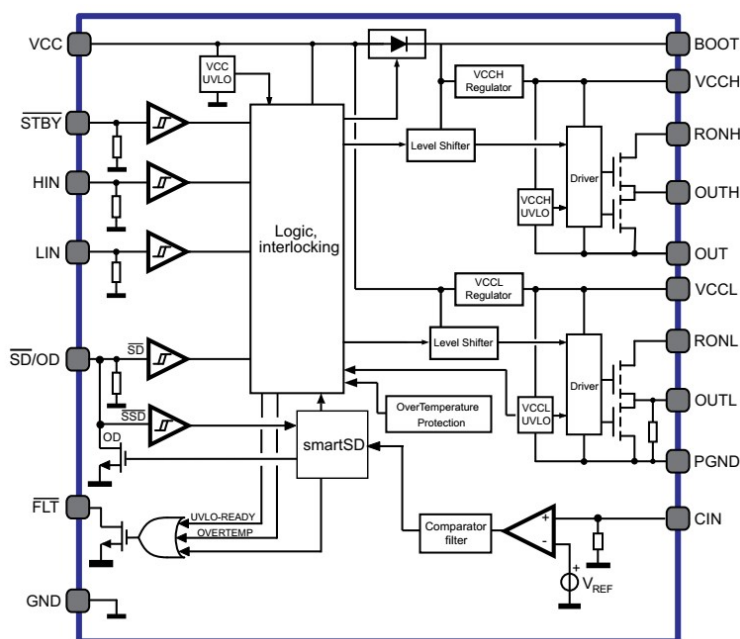 VCC
BOOT
VCC
UVLO
VCCH
Regulator
VCCH
STBY
Level Shifter
RONH
HIN
Driver
OUTH
VCCH
UVLO
Logic,
interlocking
LIN
OUT
VCCL
Regulator
VCCL
SD/OD
SD
Level Shifter
RONL
Driver
OverTemperature
Protection
VCCL
UVLO
OUTL
SSD
OD
smartSD
PGND
FLT
UVLO-READY
OVERTEMP
Comparator
filter
+
-
CIN
+
VREF
GND